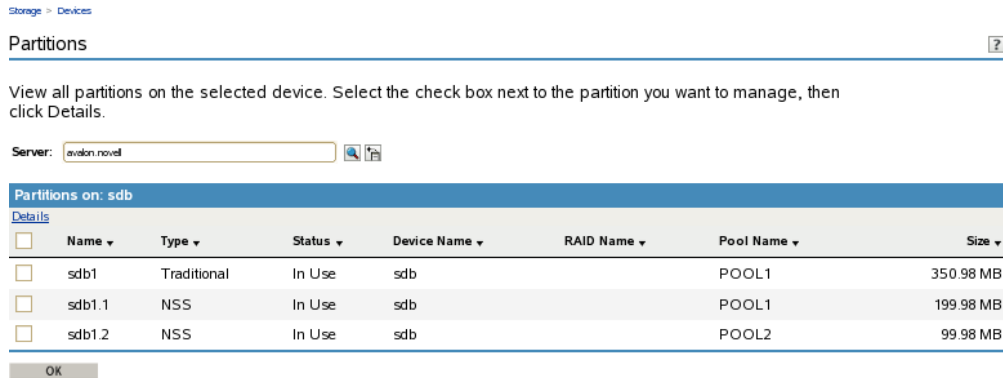 Storage > Devices
Partitions
?
View all partitions on the selected device. Select the check box next to the partition you want to manage, then
click Details.
Server: avalon.novell
Partitions on: sdb
Details
Name Type Status Device Name RAID Name Pool Name Size
sdb1 Traditional In Use sdb POOL1 350.98 MB
sdb1.1 NSS In Use sdb POOL1 199.98 MB
sdb1.2 NSS In Use sdb POOL2 99.98 MB
OK